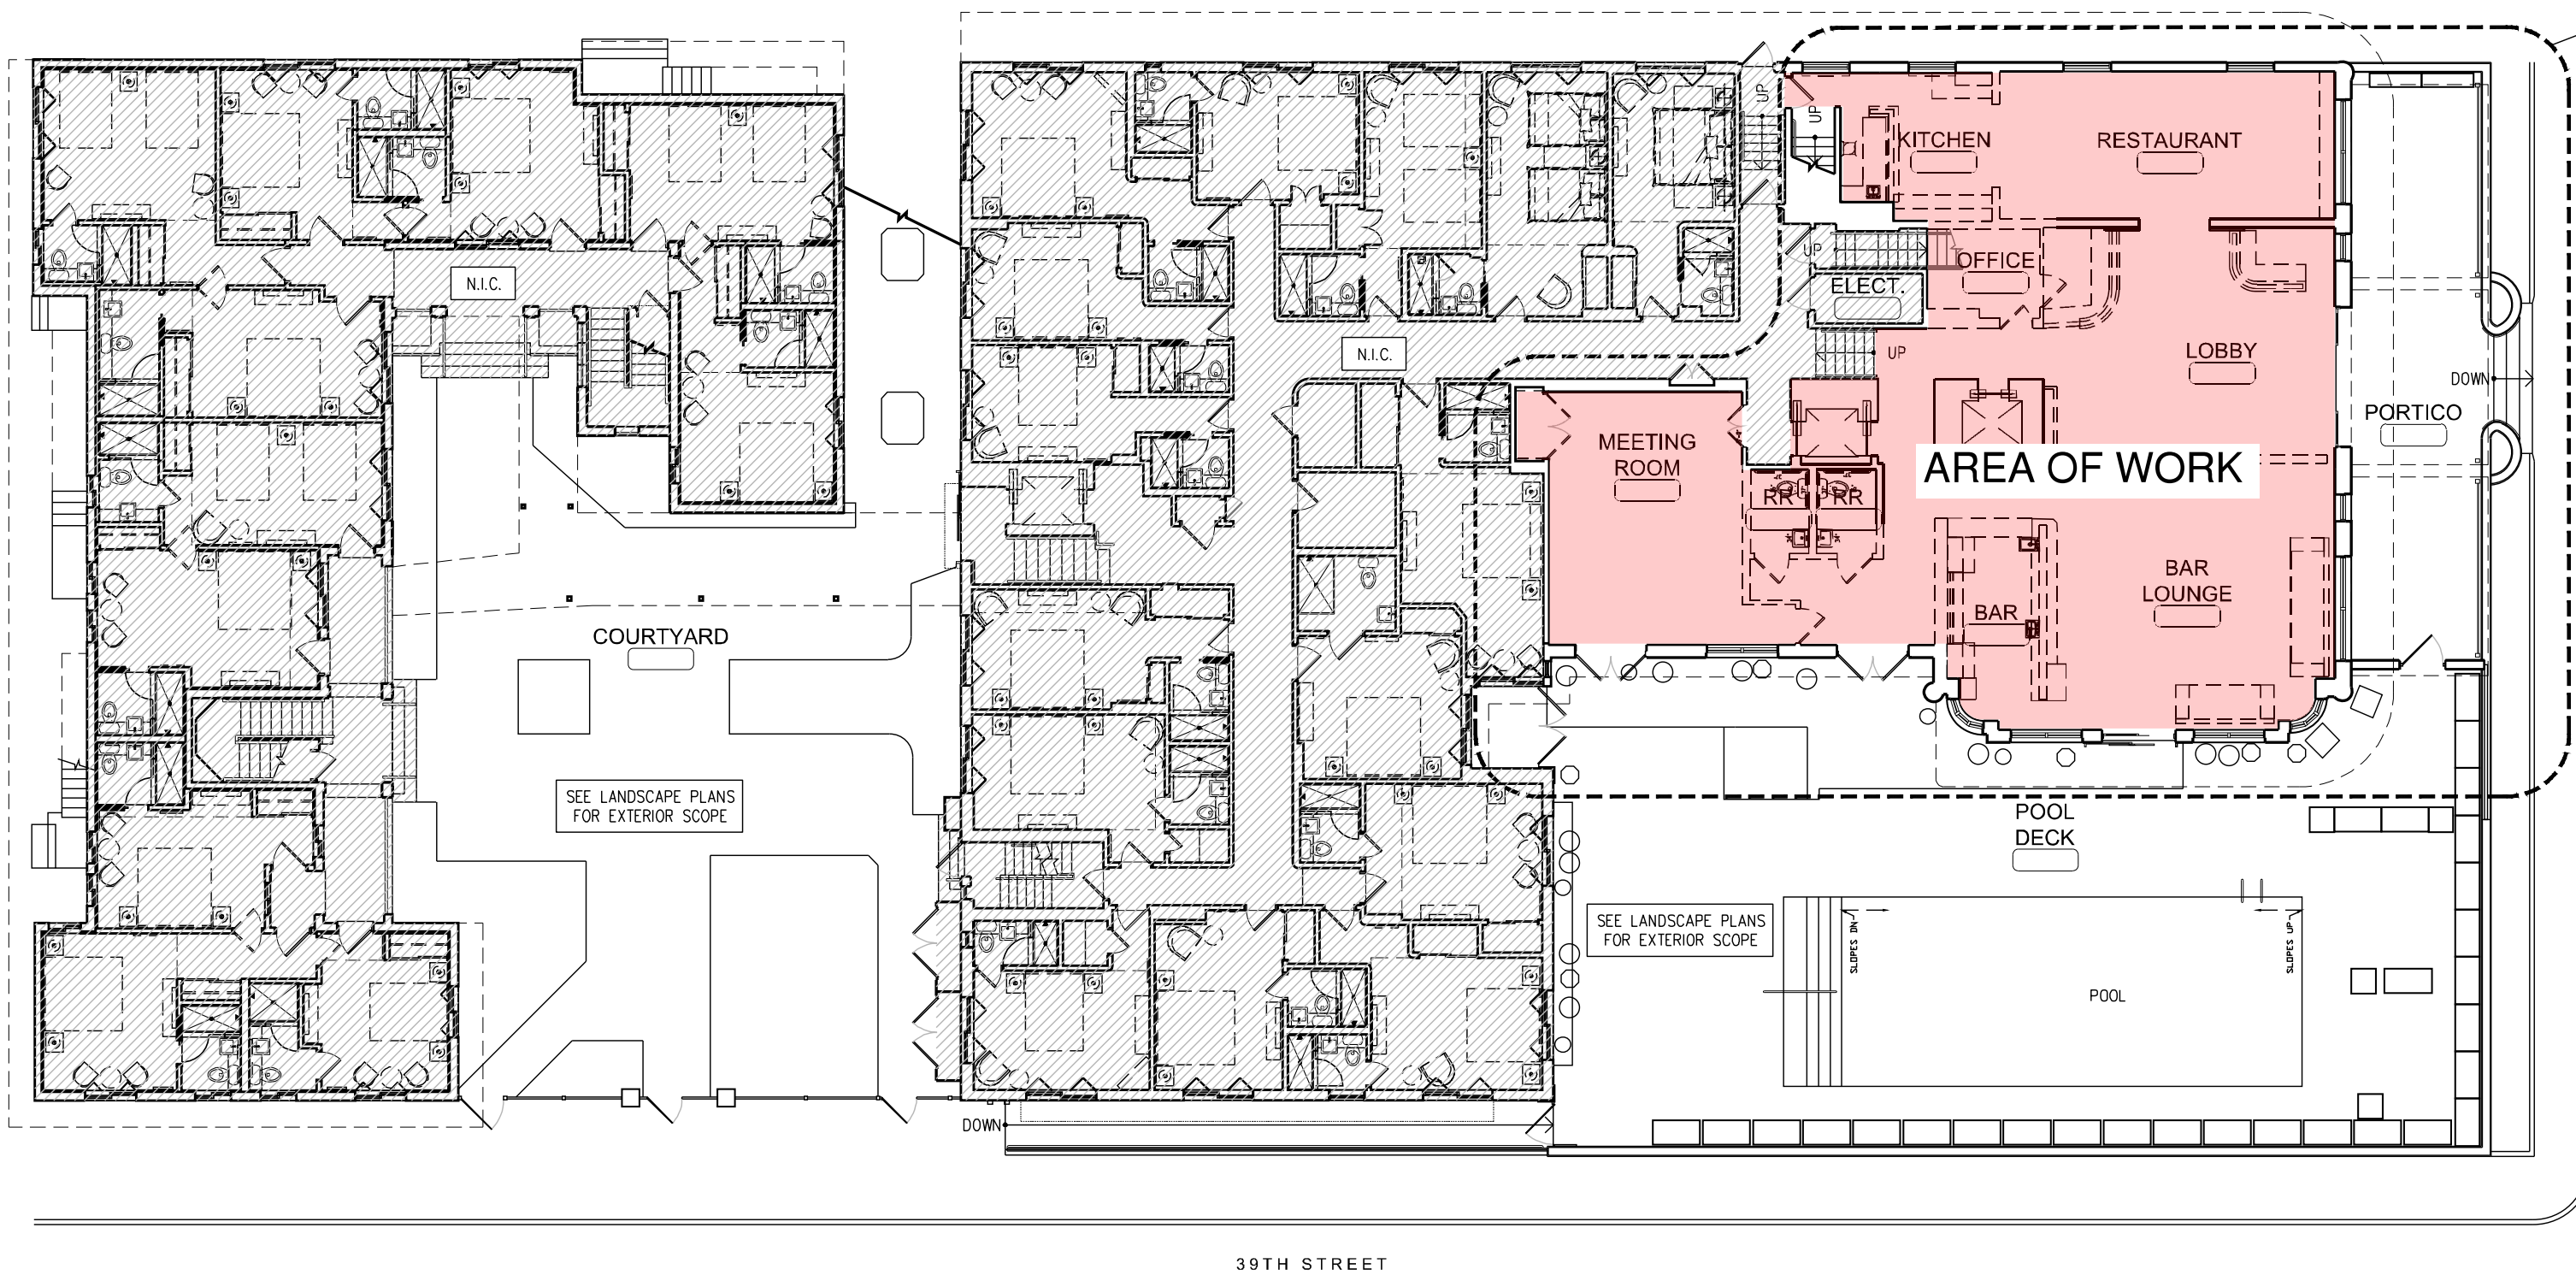 UP
UP
KITCHEN
RESTAURANT
UP
OFFICE
N.I.C.
ELECT.
N.I.C.
UP
LOBBY
DOWN
PORTICO
MEETING
ROOM
AREA OF WORK
RR
RR
BAR
LOUNGE
BAR
COURTYARD
SEE LANDSCAPE PLANS
FOR EXTERIOR SCOPE
POOL
DECK
SEE LANDSCAPE PLANS
FOR EXTERIOR SCOPE
SLOPES DN
SLOPES UP
POOL
DOWN
39TH STREET